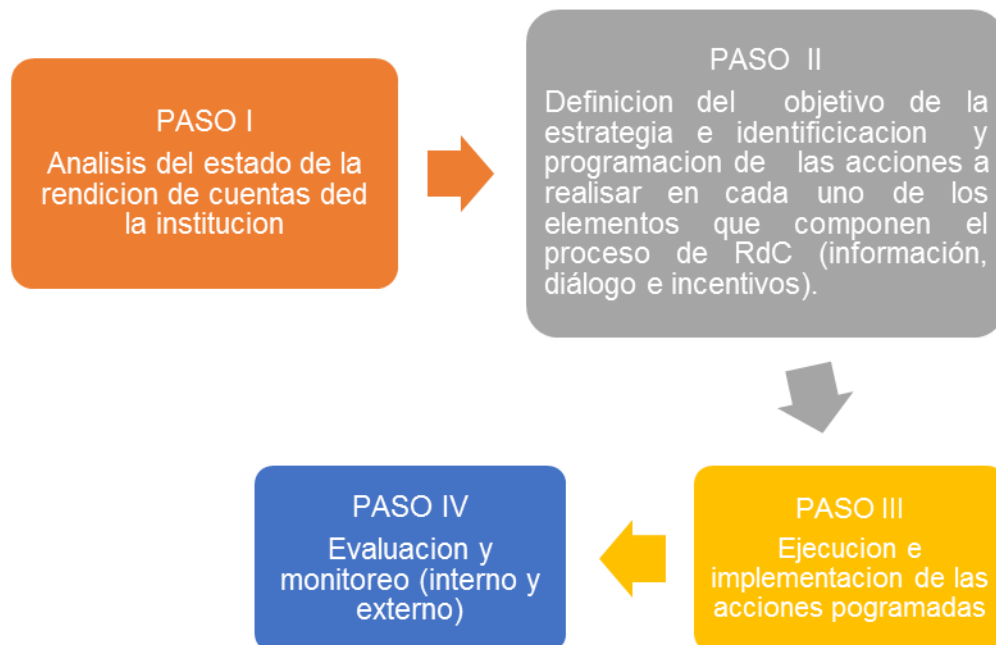 PASO I
Analisis del estado de la
rendicion de cuentas ded
la institucion
PASO II
Definicion del objetivo de la
estrategia e identificicacion y
programacion de las acciones a
realisar en cada uno de los
elementos que componen el
proceso de RdC (información,
diálogo e incentivos).
PASO III
Ejecucion e
implementacion de las
acciones pogramadas
PASO IV
Evaluacion y
monitoreo (interno y
externo)